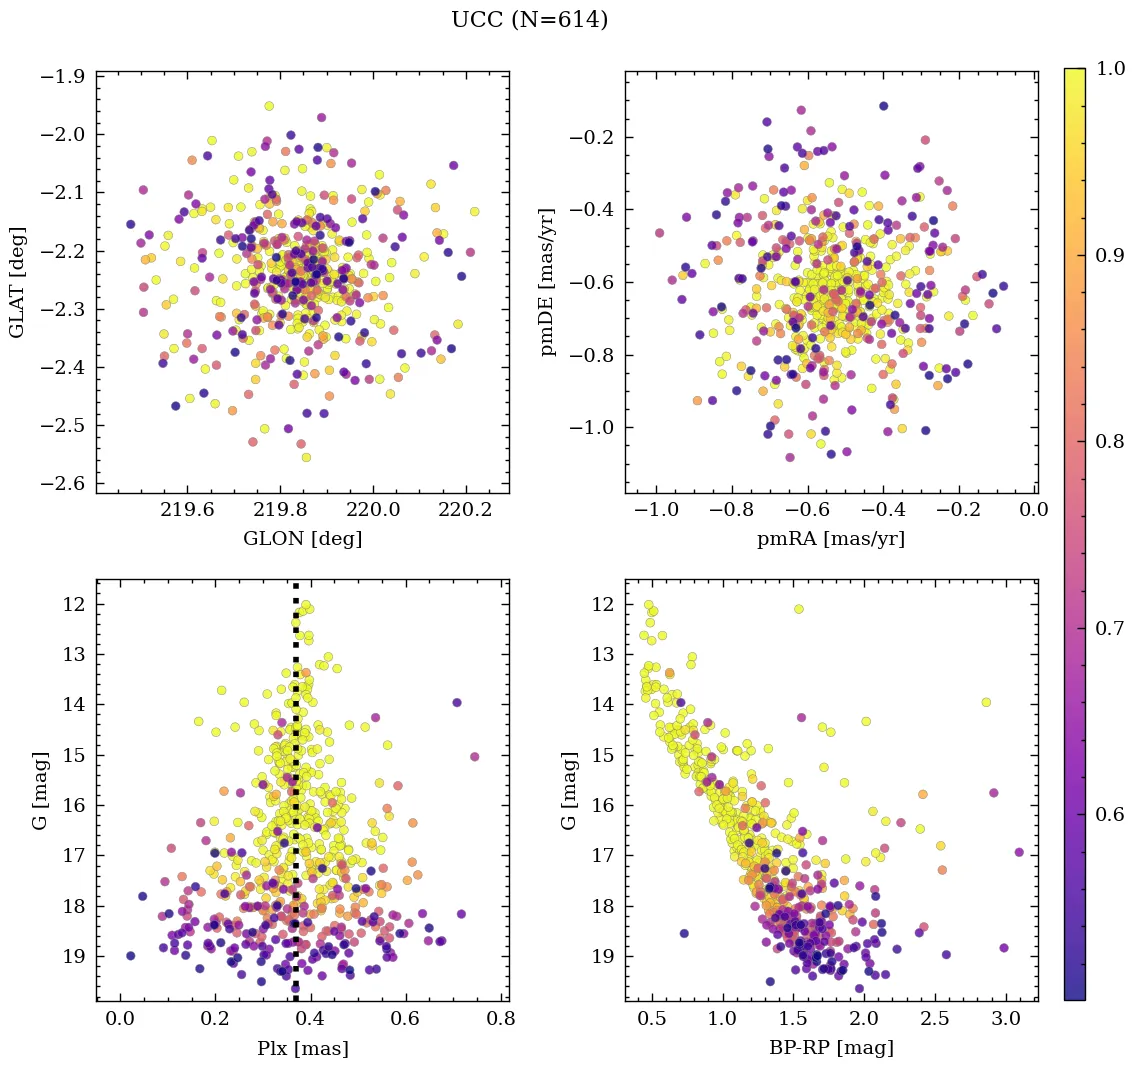 UCC (N=614)
−1.9
−2.0
−2.1
−2.2
−2.3
−2.4
−2.5
−2.6
GLAT [deg]
219.6 219.8 220.0 220.2
GLON [deg]
−0.2
−0.4
−0.6
−0.8
−1.0
pmDE [mas/yr]
−1.0 −0.8 −0.6 −0.4 −0.2 0.0
pmRA [mas/yr]
1.0
0.9
0.8
0.7
0.6
12
13
14
15
16
17
18
19
G [mag]
0.0 0.2 0.4 0.6 0.8
Plx [mas]
12
13
14
15
16
17
18
19
G [mag]
0.5 1.0 1.5 2.0 2.5 3.0
BP-RP [mag]